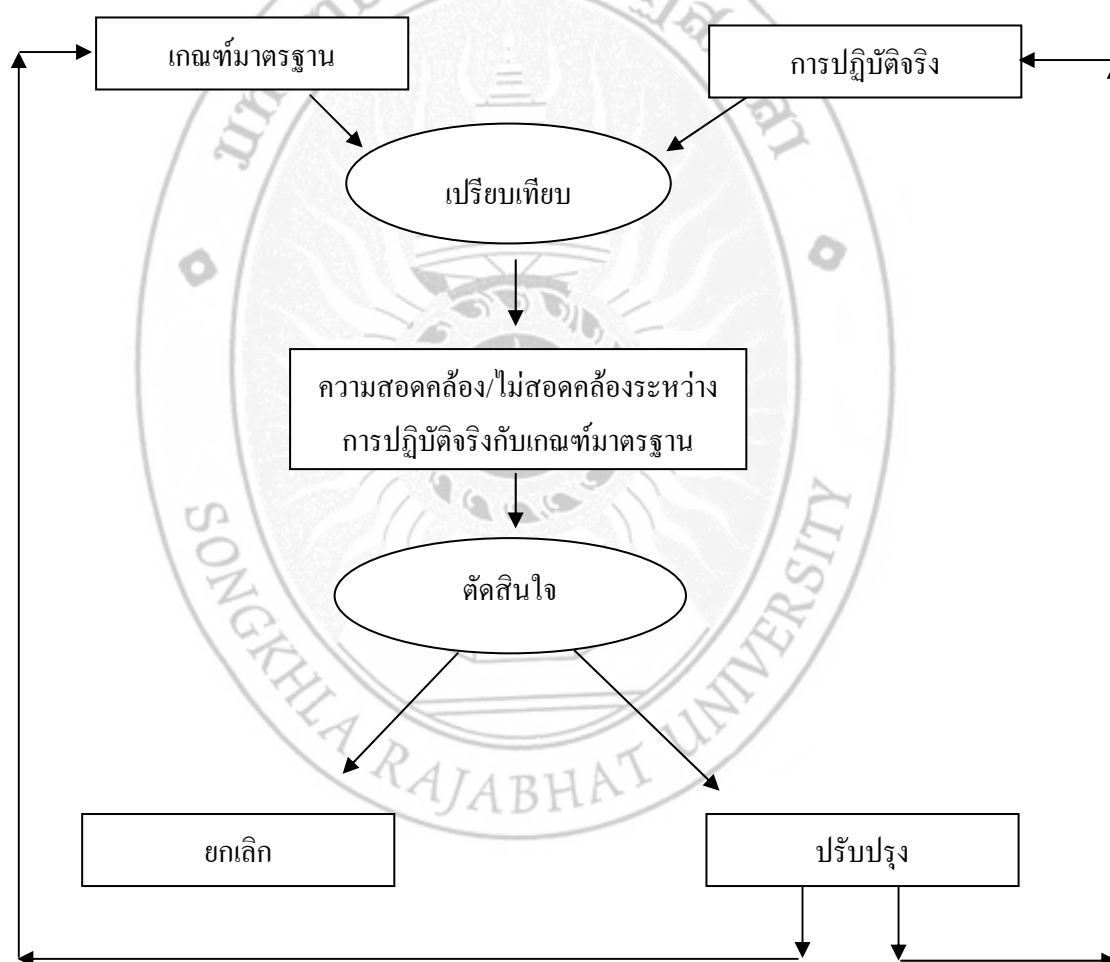 เกณฑ์มาตรฐาน
การปฏิบัติจริง
เปรียบเทียบ
ความสอดคล้อง/ไม่สอดคล้องระหว่าง
การปฏิบัติจริงกับเกณฑ์มาตรฐาน
ตัดสินใจ
ยกเลิก
ปรับปรุง
SONGKHLA RAJABHAT UNIVERSITY